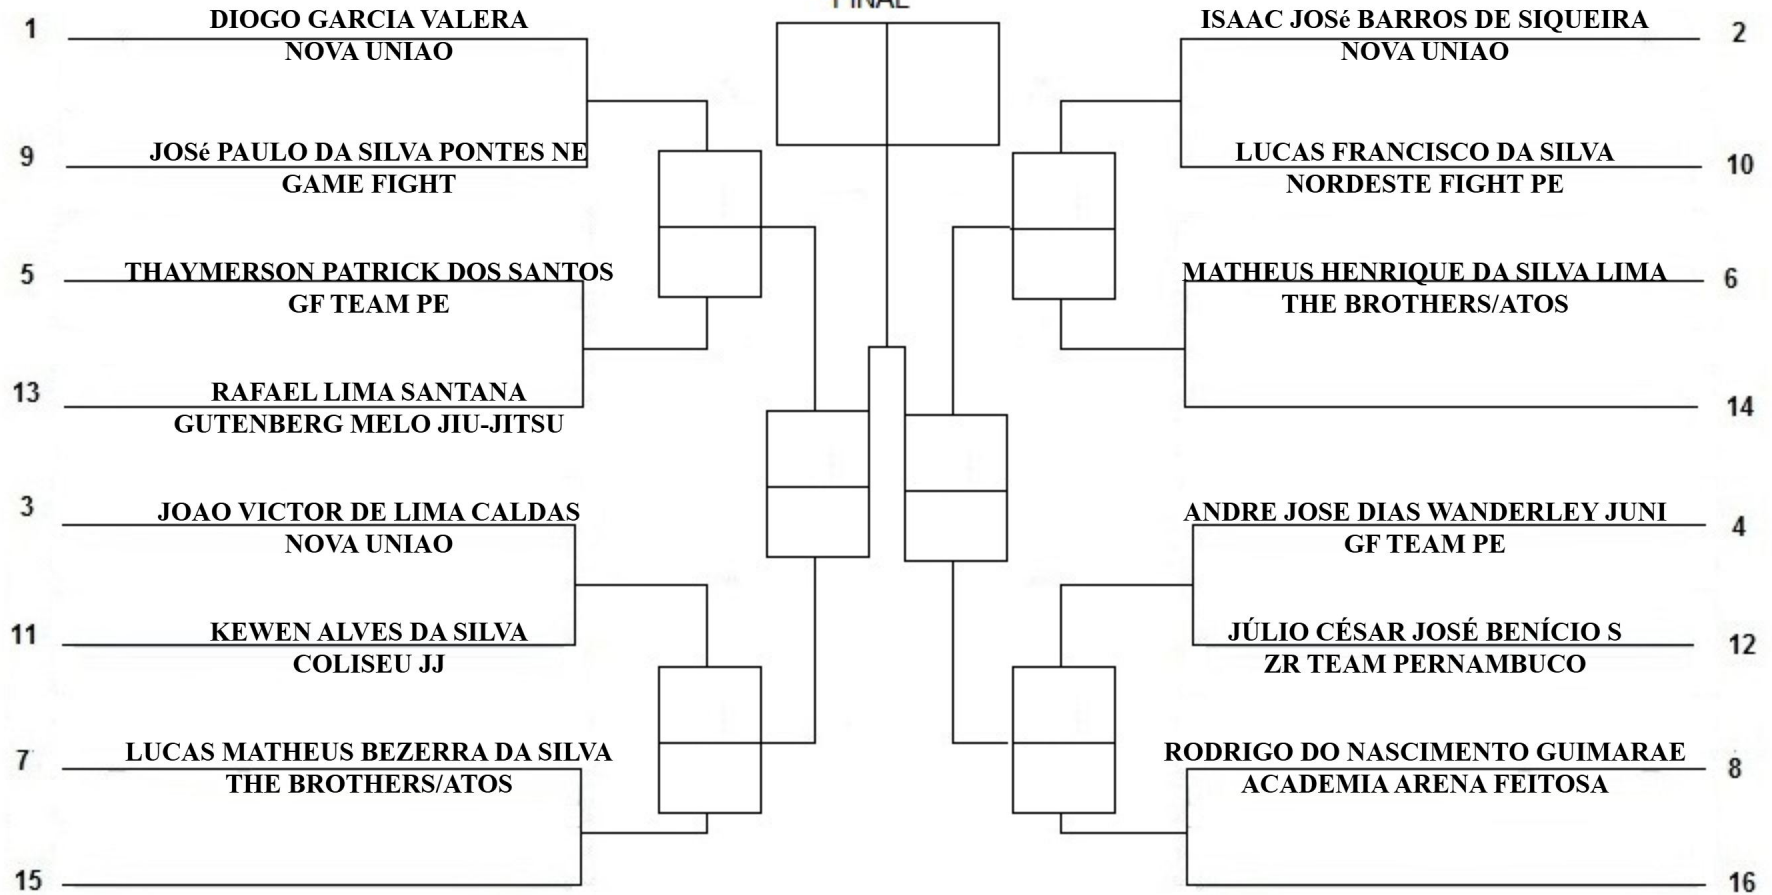 FINAL
1
DIOGO GARCIA VALERA
NOVA UNIAO
9
JOSé PAULO DA SILVA PONTES NE
GAME FIGHT
5
THAYMERSON PATRICK DOS SANTOS
GF TEAM PE
13
RAFAEL LIMA SANTANA
GUTENBERG MELO JIU-JITSU
3
JOAO VICTOR DE LIMA CALDAS
NOVA UNIAO
11
KEWEN ALVES DA SILVA
COLISEU JJ
7
LUCAS MATHEUS BEZERRA DA SILVA
THE BROTHERS/ATOS
15
ISAAC JOSé BARROS DE SIQUEIRA
2
NOVA UNIAO
LUCAS FRANCISCO DA SILVA
10
NORDESTE FIGHT PE
MATHEUS HENRIQUE DA SILVA LIMA
6
THE BROTHERS/ATOS
14
ANDRE JOSE DIAS WANDERLEY JUNI
4
GF TEAM PE
JÚLIO CÉSAR JOSÉ BENÍCIO S
12
ZR TEAM PERNAMBUCO
RODRIGO DO NASCIMENTO GUIMARAE
8
ACADEMIA ARENA FEITOSA
16